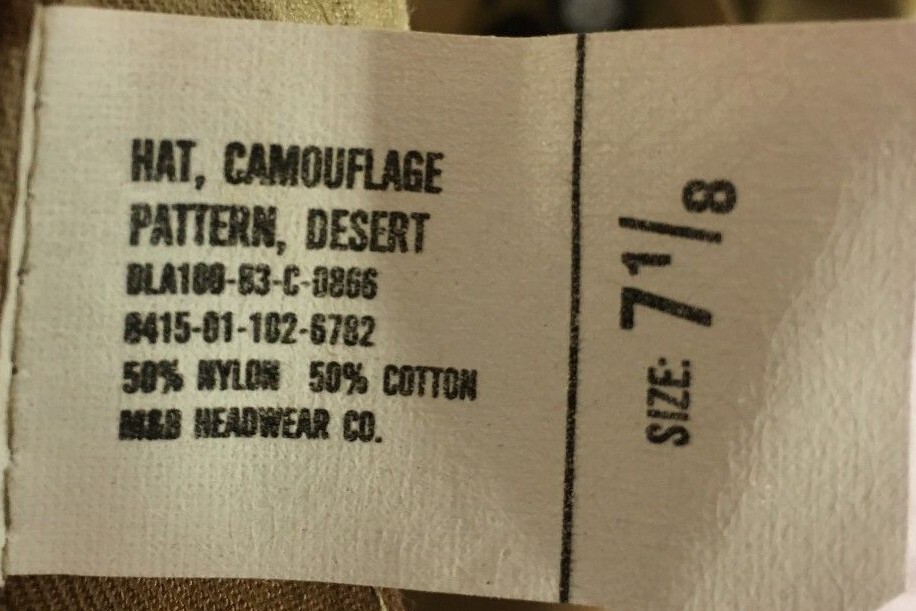 HAT, CAMOUFLAGE
PATTERN, DESERT
DLA100-83-C-0866
8415-01-102-6782
50% NYLON 50% COTTON
M&B HEADWEAR CO.
SIZE: 7 1/8